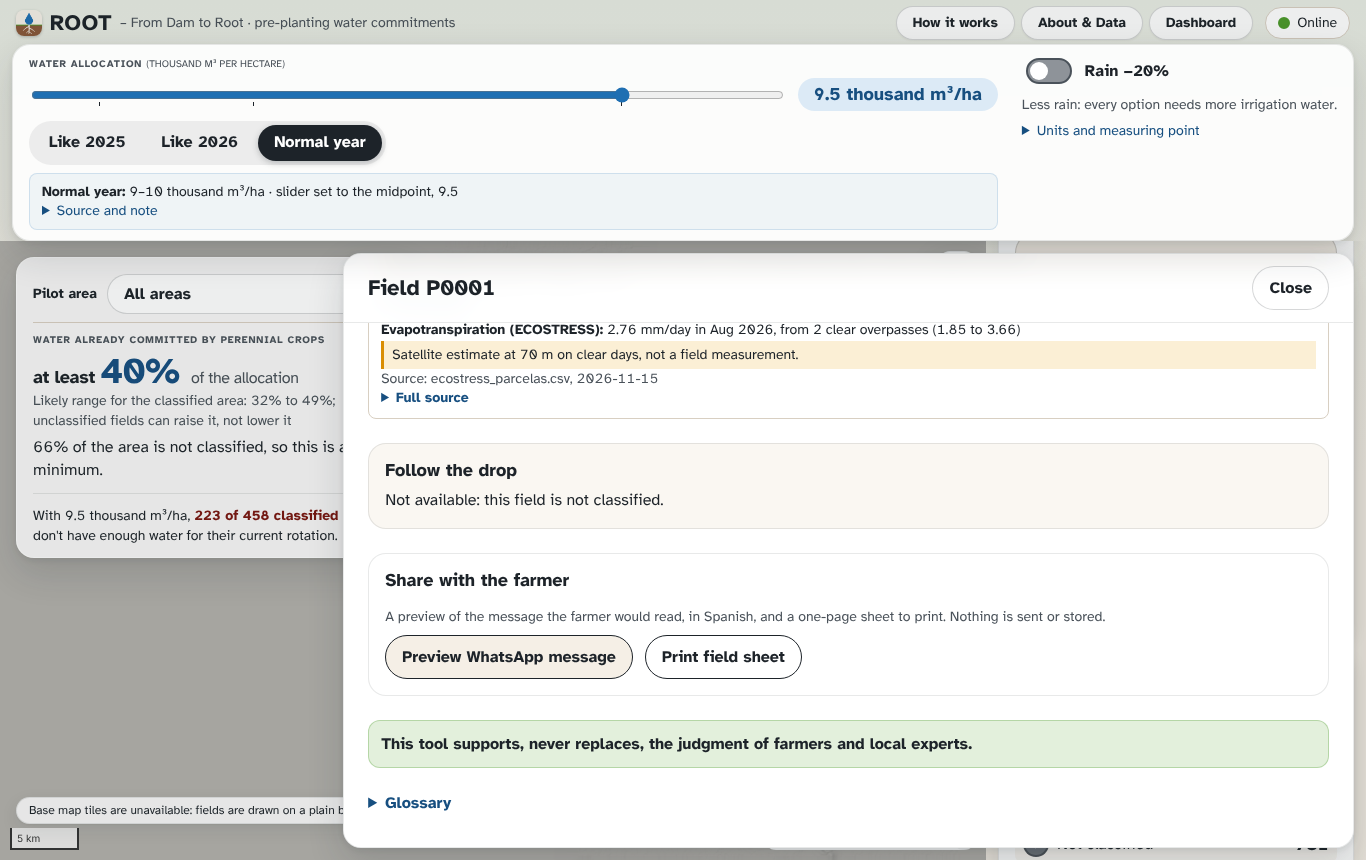 ROOT – From Dam to Root · pre-planting water commitments
How it works
About & Data
Dashboard
Online
WATER ALLOCATION (THOUSAND M³ PER HECTARE)
9.5 thousand m³/ha
Like 2025
Like 2026
Normal year
Normal year: 9–10 thousand m³/ha · slider set to the midpoint, 9.5
Source and note
Rain −20%
Less rain: every option needs more irrigation water.
Units and measuring point
Pilot area
All areas
WATER ALREADY COMMITTED BY PERENNIAL CROPS
at least 40% of the allocation
Likely range for the classified area: 32% to 49%;
unclassified fields can raise it, not lower it
66% of the area is not classified, so this is a
minimum.
With 9.5 thousand m³/ha, 223 of 458 classified
don't have enough water for their current rotation.
Base map tiles are unavailable: fields are drawn on a plain
5 km
Field P0001
Close
Evapotranspiration (ECOSTRESS): 2.76 mm/day in Aug 2026, from 2 clear overpasses (1.85 to 3.66)
Satellite estimate at 70 m on clear days, not a field measurement.
Source: ecostress_parcelas.csv, 2026-11-15
Full source
Follow the drop
Not available: this field is not classified.
Share with the farmer
A preview of the message the farmer would read, in Spanish, and a one-page sheet to print. Nothing is sent or stored.
Preview WhatsApp message
Print field sheet
This tool supports, never replaces, the judgment of farmers and local experts.
Glossary